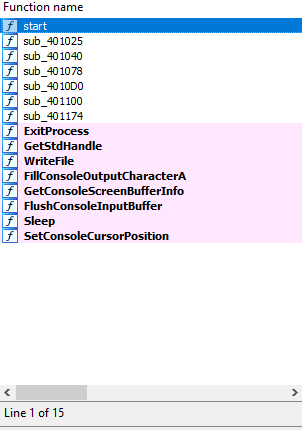 Function name
f start
f sub_401025
f sub_401040
f sub_401078
f sub_4010D0
f sub_401100
f sub_401174
f ExitProcess
f GetStdHandle
f WriteFile
f FillConsoleOutputCharacterA
f GetConsoleScreenBufferInfo
f FlushConsoleInputBuffer
f Sleep
f SetConsoleCursorPosition
Line 1 of 15